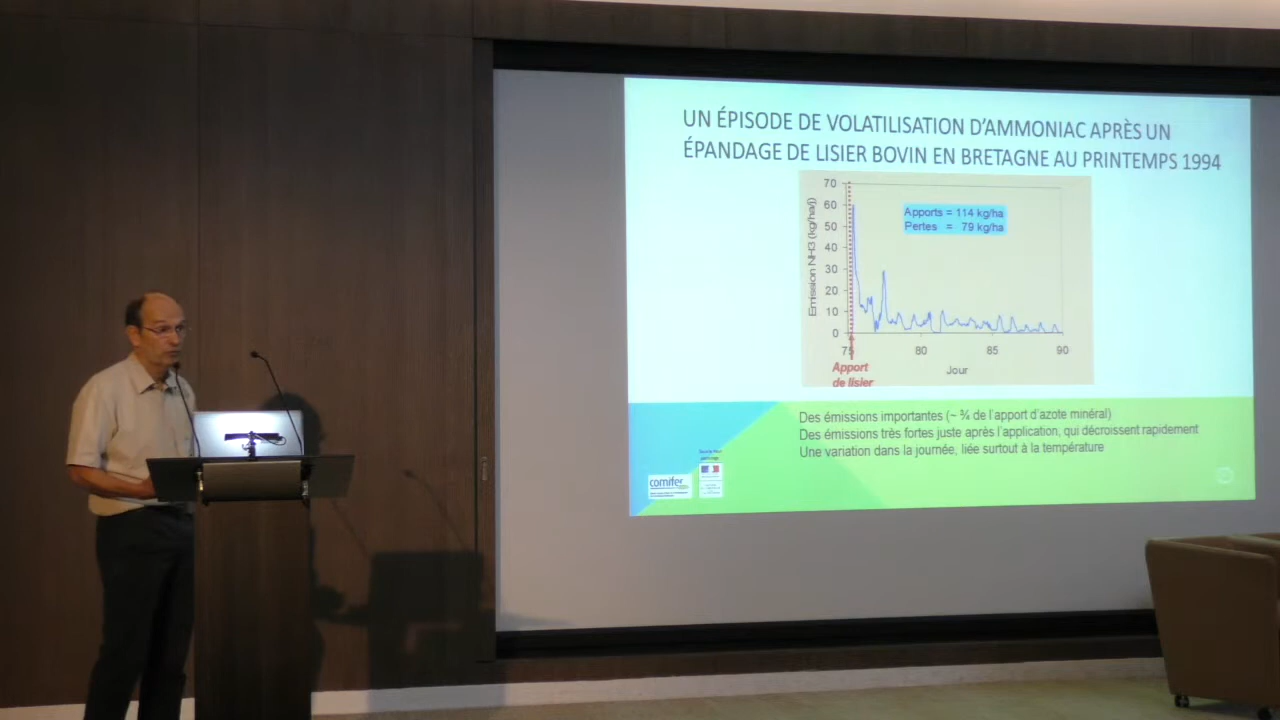 UN ÉPISODE DE VOLATILISATION D'AMMONIAC APRÈS UN
ÉPANDAGE DE LISIER BOVIN EN BRETAGNE AU PRINTEMPS 1994
70
60
50
40
30
20
10
0
Emission NH3 (kg/ha/j)
Apports = 114 kg/ha
Pertes = 79 kg/ha
75
80
85
90
Apport
de lisier
Jour
Des émissions importantes (~ ¾ de l'apport d'azote minéral)
Des émissions très fortes juste après l'application, qui décroissent rapidement
Une variation dans la journée, liée surtout à la température
comifer